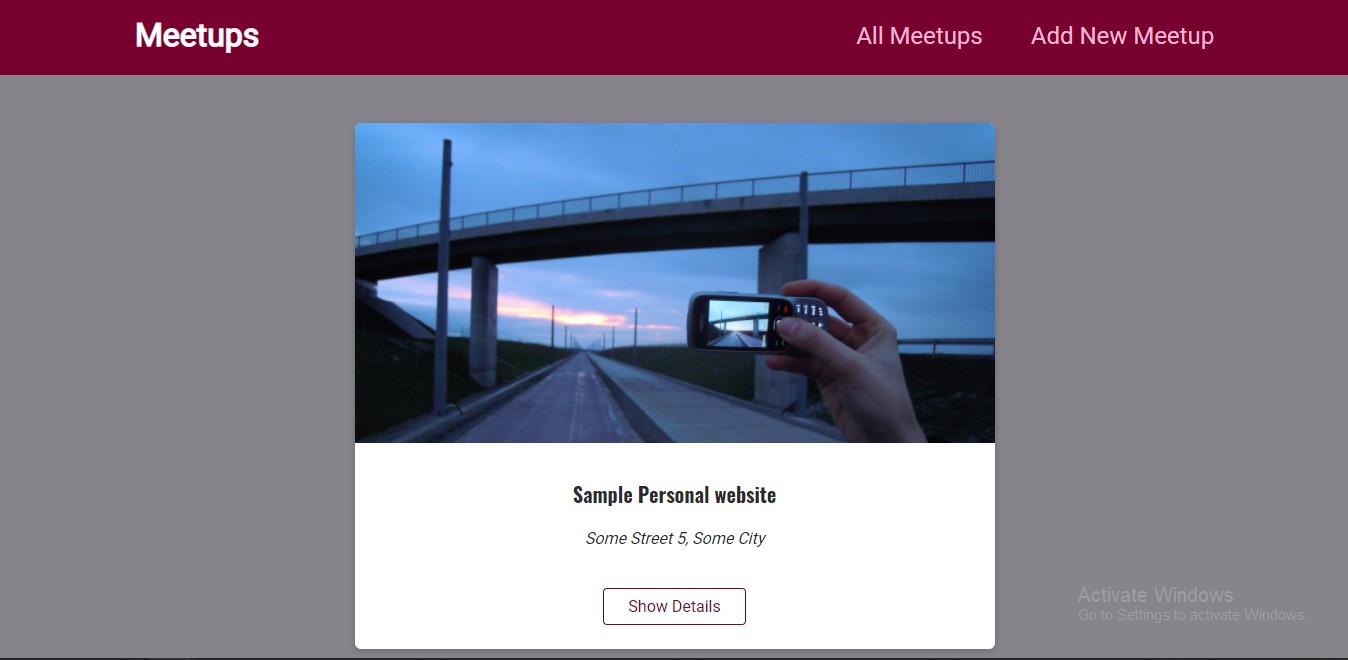 Meetups
All Meetups
Add New Meetup
Sample Personal website
Some Street 5, Some City
Show Details
Activate Windows
Go to Settings to activate Windows.